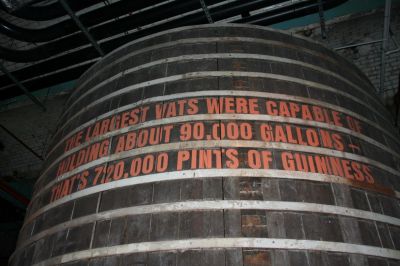 THE LARGEST VATS WERE CAPABLE OF
HOLDING ABOUT 90,000 GALLONS –
THAT'S 720,000 PINTS OF GUINNESS